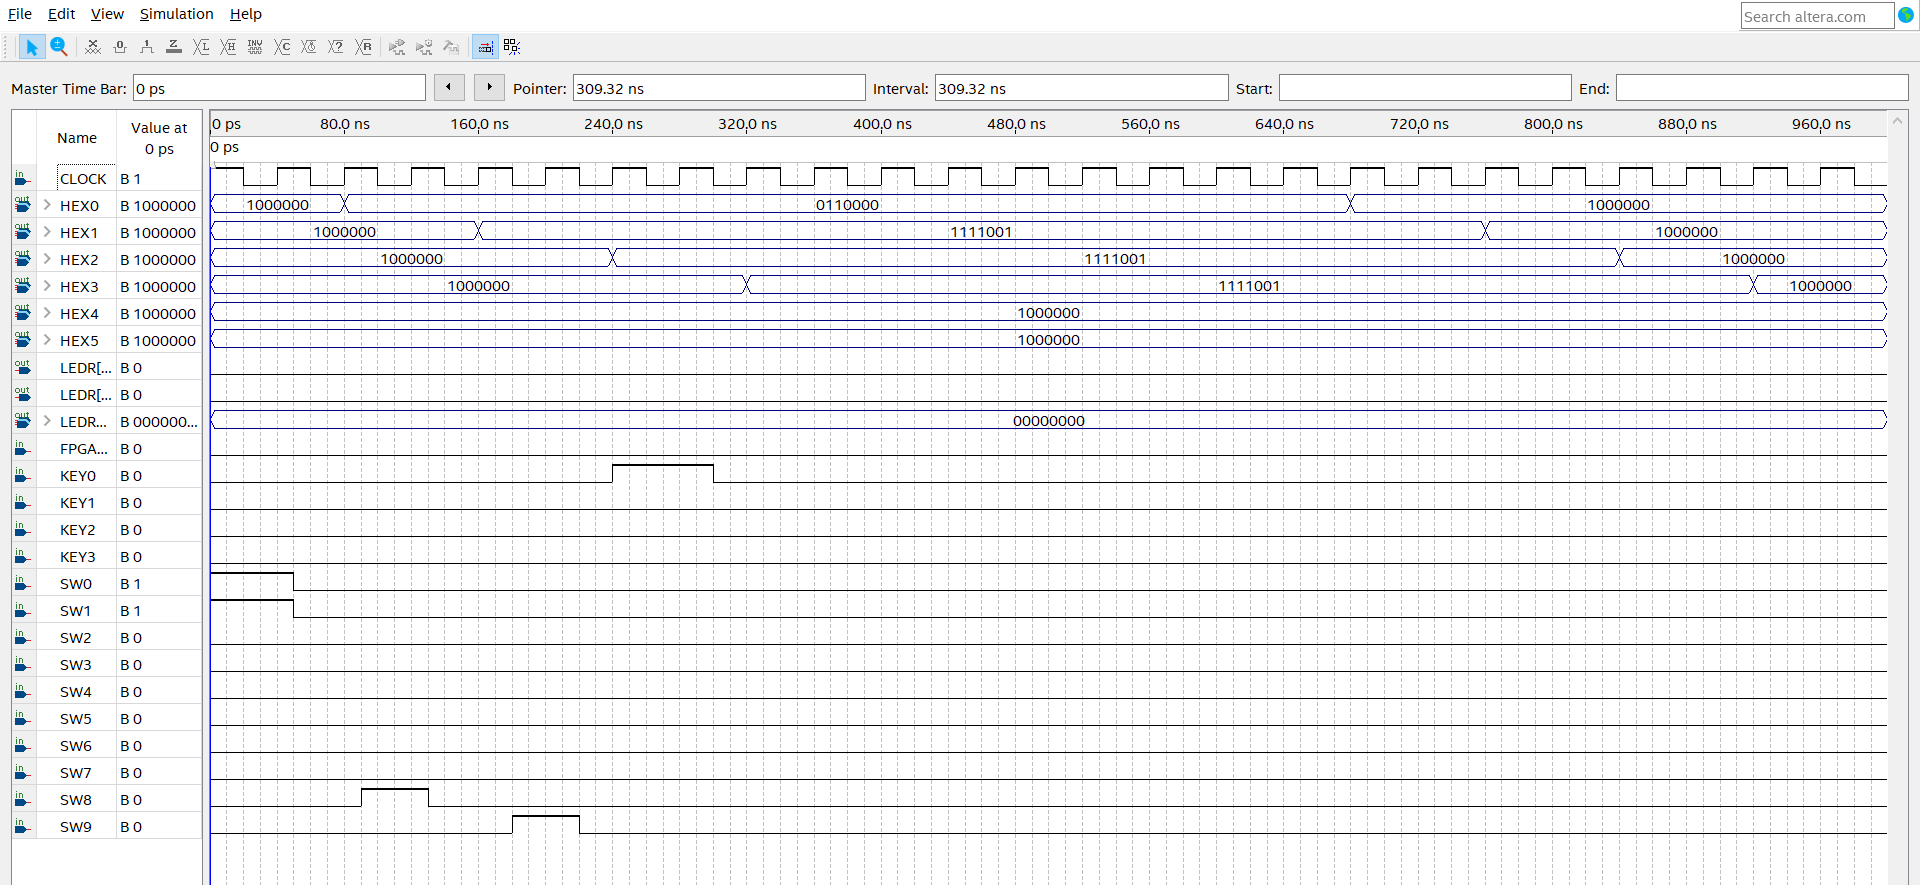 File Edit View Simulation Help
Search altera.com
Master Time Bar: 0 ps Pointer: 309.32 ns Interval: 309.32 ns Start: End:
Name Value at 0 ps
0 ps 80.0 ns 160.0 ns 240.0 ns 320.0 ns 400.0 ns 480.0 ns 560.0 ns 640.0 ns 720.0 ns 800.0 ns 880.0 ns 960.0 ns
0 ps
in CLOCK B 1
out HEX0 B 1000000 1000000 0110000 1000000
out HEX1 B 1000000 1000000 1111001 1000000
out HEX2 B 1000000 1000000 1111001 1000000
out HEX3 B 1000000 1000000 1111001 1000000
out HEX4 B 1000000 1000000
out HEX5 B 1000000 1000000
out LEDR[... B 0
out LEDR[... B 0
out LEDR... B 000000... 00000000
in FPGA... B 0
in KEY0 B 0
in KEY1 B 0
in KEY2 B 0
in KEY3 B 0
in SW0 B 1
in SW1 B 1
in SW2 B 0
in SW3 B 0
in SW4 B 0
in SW5 B 0
in SW6 B 0
in SW7 B 0
in SW8 B 0
in SW9 B 0